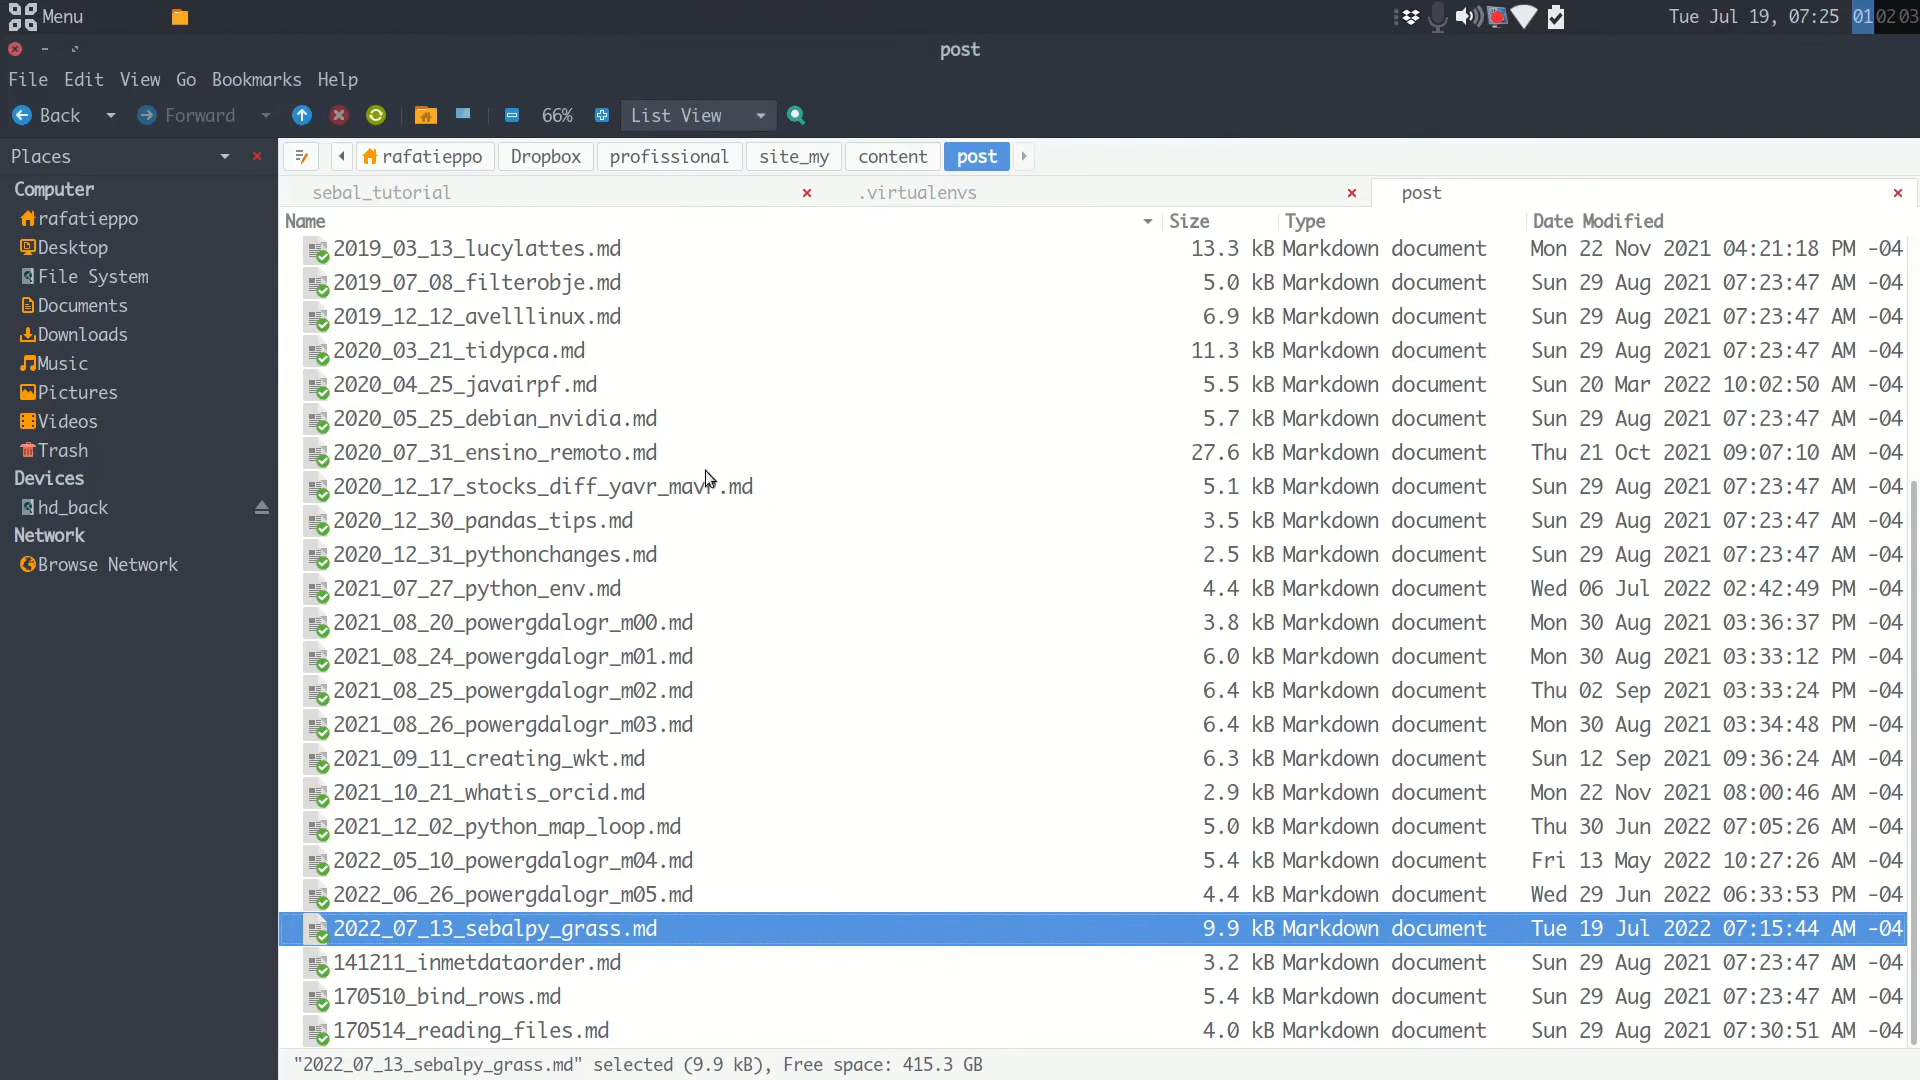 Menu
Tue Jul 19, 07:25
01 02 03
post
File Edit View Go Bookmarks Help
Back Forward 66% List View
Places
rafatieppo Dropbox profissional site_my content post
Computer
rafatieppo
Desktop
File System
Documents
Downloads
Music
Pictures
Videos
Trash
Devices
hd_back
Network
Browse Network
sebal_tutorial .virtualenvs post
Name Size Type Date Modified
2019_03_13_lucylattes.md 13.3 kB Markdown document Mon 22 Nov 2021 04:21:18 PM -04
2019_07_08_filterobje.md 5.0 kB Markdown document Sun 29 Aug 2021 07:23:47 AM -04
2019_12_12_avelllinux.md 6.9 kB Markdown document Sun 29 Aug 2021 07:23:47 AM -04
2020_03_21_tidypca.md 11.3 kB Markdown document Sun 29 Aug 2021 07:23:47 AM -04
2020_04_25_javairpf.md 5.5 kB Markdown document Sun 20 Mar 2022 10:02:50 AM -04
2020_05_25_debian_nvidia.md 5.7 kB Markdown document Sun 29 Aug 2021 07:23:47 AM -04
2020_07_31_ensino_remoto.md 27.6 kB Markdown document Thu 21 Oct 2021 09:07:10 AM -04
2020_12_17_stocks_diff_yavr_mavr.md 5.1 kB Markdown document Sun 29 Aug 2021 07:23:47 AM -04
2020_12_30_pandas_tips.md 3.5 kB Markdown document Sun 29 Aug 2021 07:23:47 AM -04
2020_12_31_pythonchanges.md 2.5 kB Markdown document Sun 29 Aug 2021 07:23:47 AM -04
2021_07_27_python_env.md 4.4 kB Markdown document Wed 06 Jul 2022 02:42:49 PM -04
2021_08_20_powergdalogr_m00.md 3.8 kB Markdown document Mon 30 Aug 2021 03:36:37 PM -04
2021_08_24_powergdalogr_m01.md 6.0 kB Markdown document Mon 30 Aug 2021 03:33:12 PM -04
2021_08_25_powergdalogr_m02.md 6.4 kB Markdown document Thu 02 Sep 2021 03:33:24 PM -04
2021_08_26_powergdalogr_m03.md 6.4 kB Markdown document Mon 30 Aug 2021 03:34:48 PM -04
2021_09_11_creating_wkt.md 6.3 kB Markdown document Sun 12 Sep 2021 09:36:24 AM -04
2021_10_21_whatis_orcid.md 2.9 kB Markdown document Mon 22 Nov 2021 08:00:46 AM -04
2021_12_02_python_map_loop.md 5.0 kB Markdown document Thu 30 Jun 2022 07:05:26 AM -04
2022_05_10_powergdalogr_m04.md 5.4 kB Markdown document Fri 13 May 2022 10:27:26 AM -04
2022_06_26_powergdalogr_m05.md 4.4 kB Markdown document Wed 29 Jun 2022 06:33:53 PM -04
2022_07_13_sebalpy_grass.md 9.9 kB Markdown document Tue 19 Jul 2022 07:15:44 AM -04
141211_inmetdataorder.md 3.2 kB Markdown document Sun 29 Aug 2021 07:23:47 AM -04
170510_bind_rows.md 5.4 kB Markdown document Sun 29 Aug 2021 07:23:47 AM -04
170514_reading_files.md 4.0 kB Markdown document Sun 29 Aug 2021 07:30:51 AM -04
"2022_07_13_sebalpy_grass.md" selected (9.9 kB), Free space: 415.3 GB